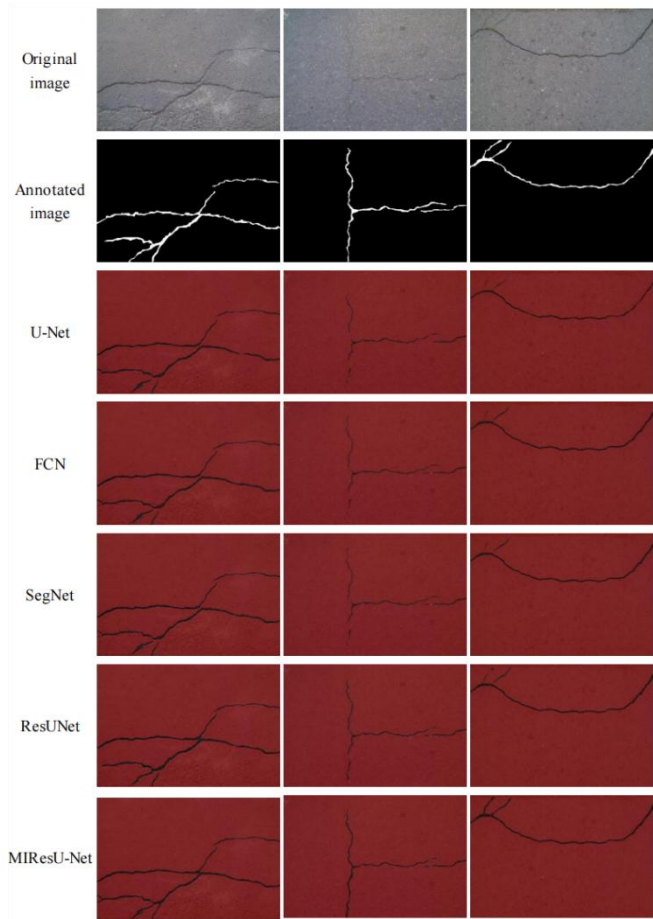 Original
image
Annotated
image
U-Net
FCN
SegNet
ResUNet
MIResU-Net